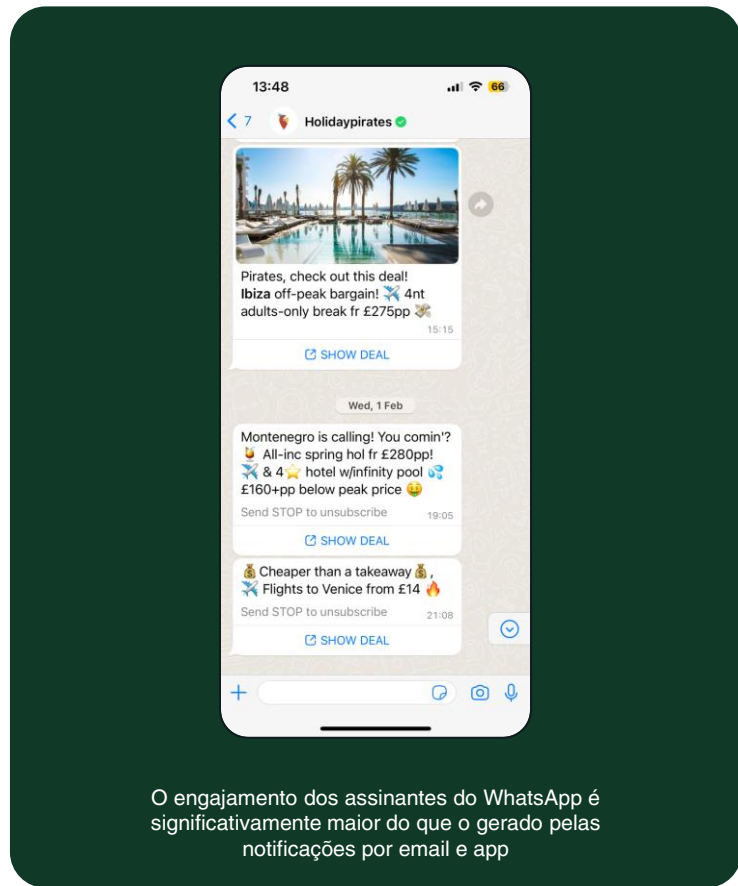 13:48
66
7
Holidaypirates
Pirates, check out this deal!
Ibiza off-peak bargain! ✈️ 4nt
adults-only break fr £275pp 💸
15:15
SHOW DEAL
Wed, 1 Feb
Montenegro is calling! You comin'?
🍹 All-inc spring hol fr £280pp!
✈️ & 4⭐ hotel w/infinity pool 💦
£160+pp below peak price 🤑
Send STOP to unsubscribe
19:05
SHOW DEAL
💰 Cheaper than a takeaway 💰,
✈️ Flights to Venice from £14 🔥
Send STOP to unsubscribe
21:08
SHOW DEAL
O engajamento dos assinantes do WhatsApp é
significativamente maior do que o gerado pelas
notificações por email e app